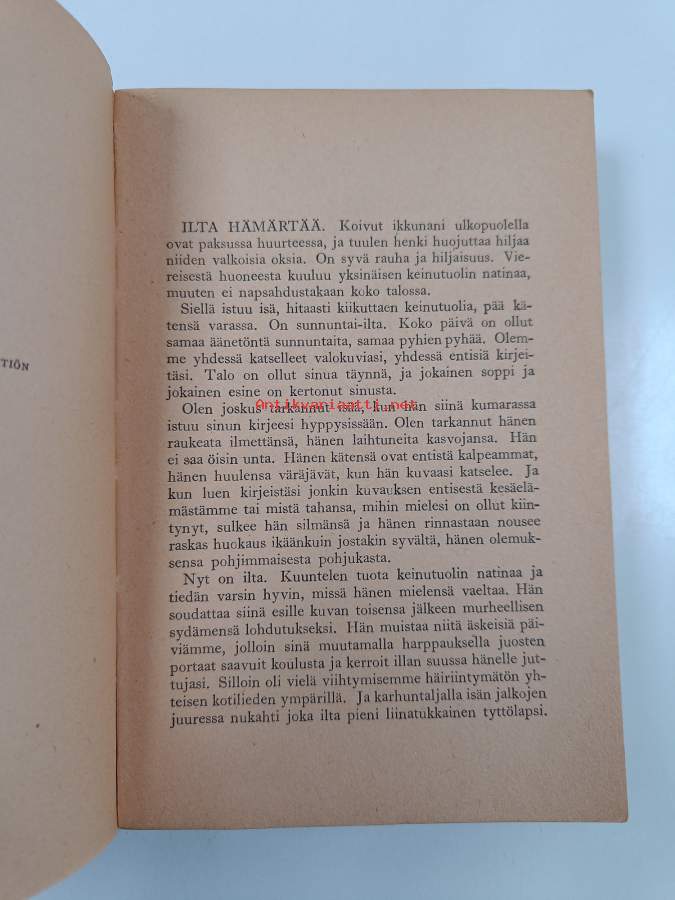 TIÖN
ILTA HÄMÄRTÄÄ. Koivut ikkunani ulkopuolella
ovat paksussa huurteessa, ja tuulen henki huojuttaa hiljaa
niiden valkoisia oksia. On syvä rauha ja hiljaisuus. Vie-
reisestä huoneesta kuuluu yksinäisen keinutuolin natinaa,
muuten ei napsahdustakaan koko talossa.
Siellä istuu isä, hitaasti kiikuttaen keinutuolia, pää kä-
tensä varassa. On sunnuntai-ilta. Koko päivä on ollut
samaa äänetöntä sunnuntaita, samaa pyhien pyhää. Olem-
me yhdessä katselleet valokuviasi, yhdessä entisiä kirjei-
täsi. Talo on ollut sinua täynnä, ja jokainen soppi ja
jokainen esine on kertonut sinusta.
Antikvariaatti.net
Olen joskus tarkannut isää, kun hän siinä kumarassa
istuu sinun kirjeesi hyppysissään. Olen tarkannut hänen
raukeata ilmettänsä, hänen laihtuneita kasvojansa. Hän
ei saa öisin unta. Hänen kätensä ovat entistä kalpeammat,
hänen huulensa väräjävät, kun hän kuvaasi katselee. Ja
kun luen kirjeistäsi jonkin kuvauksen entisestä kesäelä-
mästämme tai mistä tahansa, mihin mielesi on ollut kiin-
tynyt, sulkee hän silmänsä ja hänen rinnastaan nousee
raskas huokaus ikäänkuin jostakin syvältä, hänen olemuk-
sensa pohjimmaisesta pohjukasta.
Nyt on ilta. Kuuntelen tuota keinutuolin natinaa ja
tiedän varsin hyvin, missä hänen mielensä vaeltaa. Hän
soudattaa siinä esille kuvan toisensa jälkeen murheellisen
sydämensä lohdutukseksi. Hän muistaa niitä äskeisiä päi-
viämme, jolloin sinä muutamalla harppauksella juosten
portaat saavuit koulusta ja kerroit illan suussa hänelle jut-
tujasi. Silloin oli vielä viihtymisemme häiriintymätön yh-
teisen kotilieden ympärillä. Ja karhuntaljalla isän jalkojen
juuressa nukahti joka ilta pieni liinatukkainen tyttölapsi.